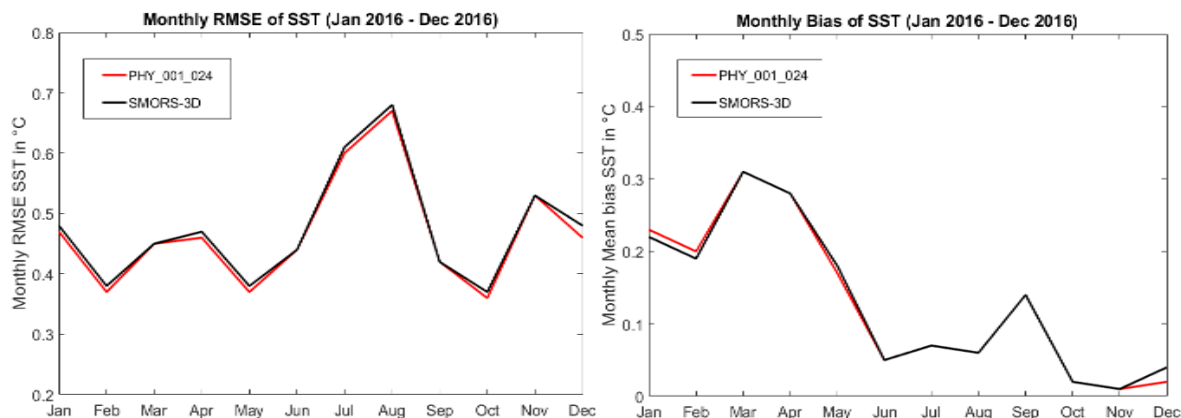 Monthly RMSE of SST (Jan 2016 - Dec 2016)
0.8
0.7
0.6
0.5
0.4
0.3
0.2
Monthly RMSE SST in °C
PHY_001_024
SMORS-3D
Jan Feb Mar Apr May Jun Jul Aug Sep Oct Nov Dec
Monthly Bias of SST (Jan 2016 - Dec 2016)
0.5
0.4
0.3
0.2
0.1
0
Monthly Mean bias SST in °C
PHY_001_024
SMORS-3D
Jan Feb Mar Apr May Jun Jul Aug Sep Oct Nov Dec